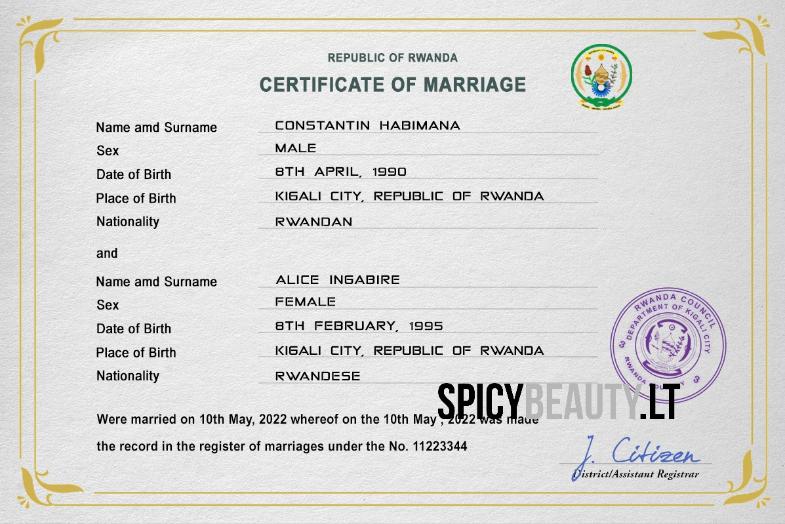 REPUBLIC OF RWANDA
CERTIFICATE OF MARRIAGE
Name amd Surname CONSTANTIN HABIMANA
Sex MALE
Date of Birth 8TH APRIL, 1990
Place of Birth KIGALI CITY, REPUBLIC OF RWANDA
Nationality RWANDAN
and
Name amd Surname ALICE INGABIRE
Sex FEMALE
Date of Birth 8TH FEBRUARY, 1995
Place of Birth KIGALI CITY, REPUBLIC OF RWANDA
Nationality RWANDESE
RWANDA COUNCIL
DEPARTMENT OF KIGALI CITY
RWANDA
SPICYBEAUTY.LT
Were married on 10th May, 2022 whereof on the 10th May , 2022 was made
the record in the register of marriages under the No. 11223344
J. Citizen
District/Assistant Registrar